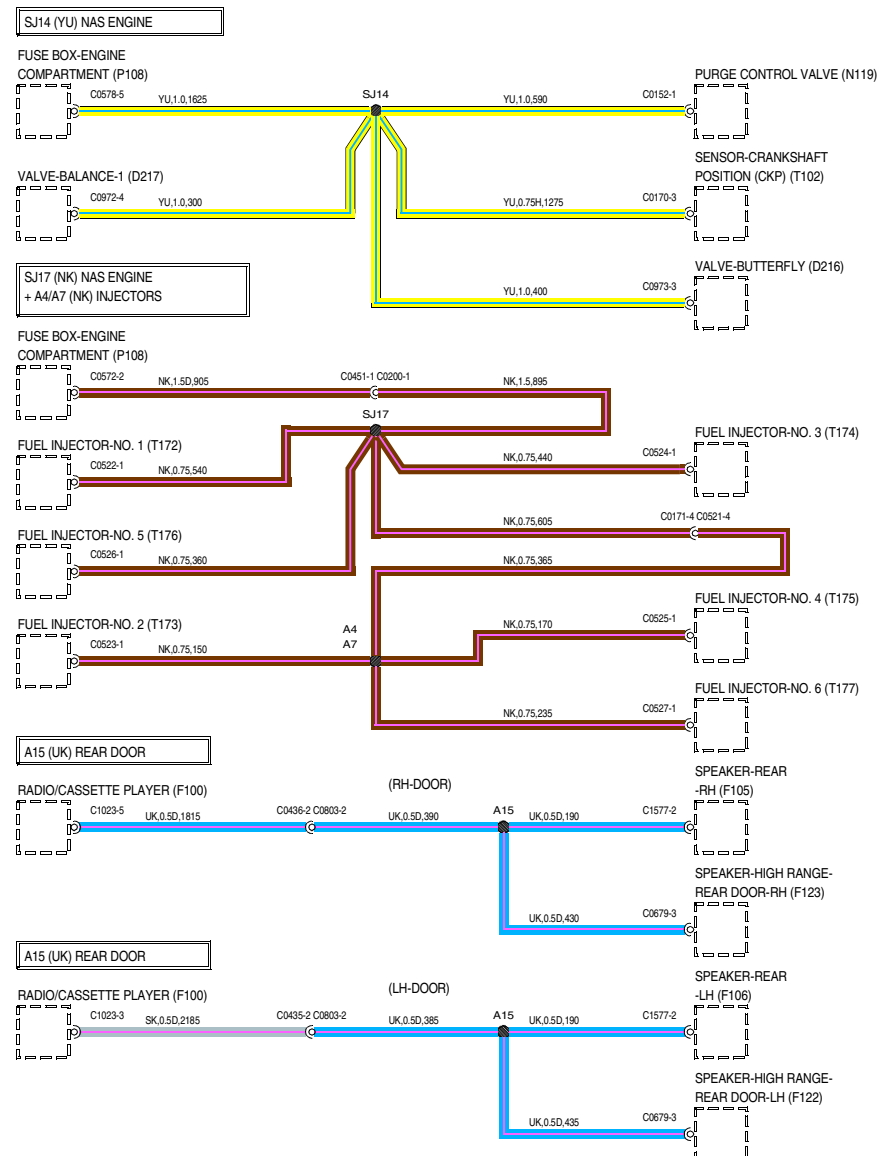 SJ14 (YU) NAS ENGINE
FUSE BOX-ENGINE
COMPARTMENT (P108)
C0578-5
YU,1.0,1625
SJ14
YU,1.0,590
C0152-1
PURGE CONTROL VALVE (N119)
SENSOR-CRANKSHAFT
POSITION (CKP) (T102)
VALVE-BALANCE-1 (D217)
C0972-4
YU,1.0,300
YU,0.75H,1275
C0170-3
VALVE-BUTTERFLY (D216)
YU,1.0,400
C0973-3
SJ17 (NK) NAS ENGINE
+ A4/A7 (NK) INJECTORS
FUSE BOX-ENGINE
COMPARTMENT (P108)
C0572-2
NK,1.5D,905
C0451-1 C0200-1
NK,1.5,895
SJ17
FUEL INJECTOR-NO. 1 (T172)
C0522-1
NK,0.75,540
FUEL INJECTOR-NO. 3 (T174)
NK,0.75,440
C0524-1
NK,0.75,605
C0171-4 C0521-4
FUEL INJECTOR-NO. 5 (T176)
C0526-1
NK,0.75,360
NK,0.75,365
FUEL INJECTOR-NO. 2 (T173)
C0523-1
NK,0.75,150
A4
A7
FUEL INJECTOR-NO. 4 (T175)
NK,0.75,170
C0525-1
FUEL INJECTOR-NO. 6 (T177)
NK,0.75,235
C0527-1
A15 (UK) REAR DOOR
RADIO/CASSETTE PLAYER (F100)
(RH-DOOR)
SPEAKER-REAR
-RH (F105)
C1023-5
UK,0.5D,1815
C0436-2 C0803-2
UK,0.5D,390
A15
UK,0.5D,190
C1577-2
SPEAKER-HIGH RANGE-
REAR DOOR-RH (F123)
UK,0.5D,430
C0679-3
A15 (UK) REAR DOOR
RADIO/CASSETTE PLAYER (F100)
(LH-DOOR)
SPEAKER-REAR
-LH (F106)
C1023-3
SK,0.5D,2185
C0435-2 C0803-2
UK,0.5D,385
A15
UK,0.5D,190
C1577-2
SPEAKER-HIGH RANGE-
REAR DOOR-LH (F122)
UK,0.5D,435
C0679-3